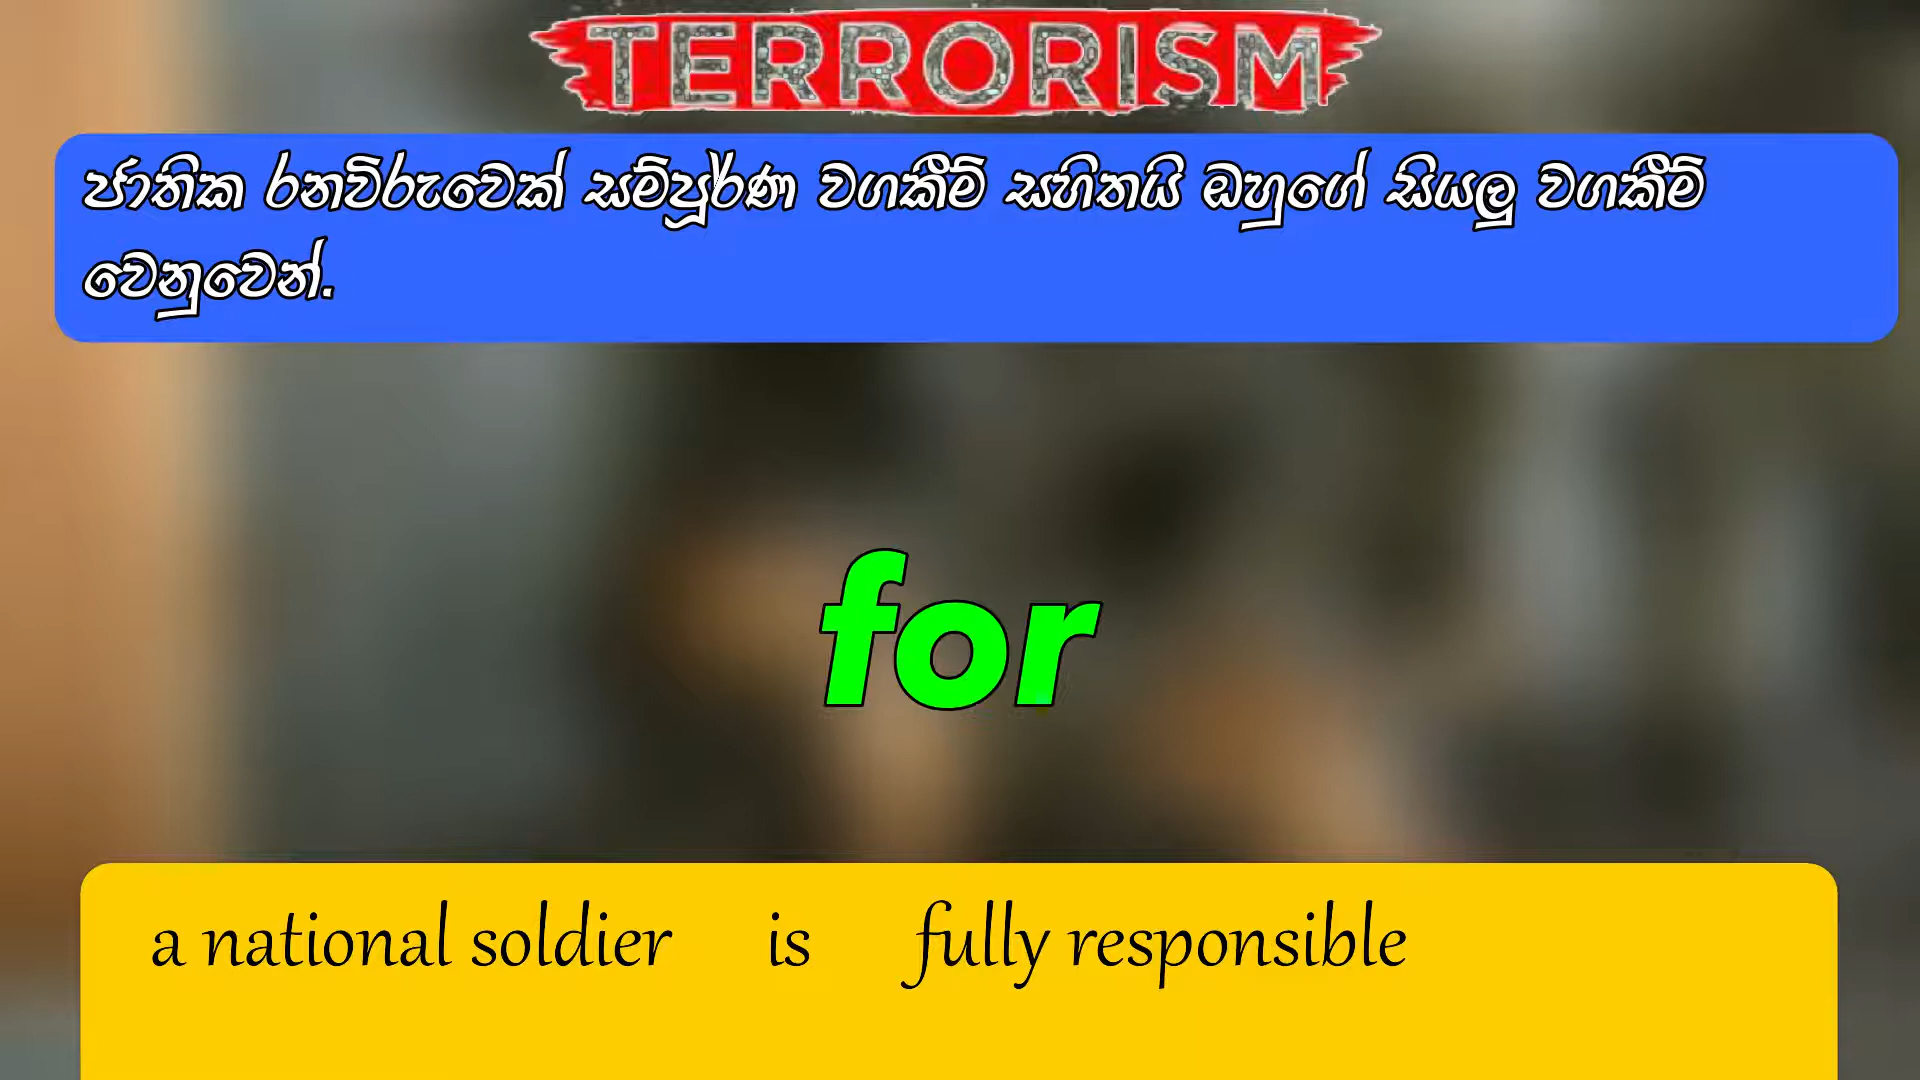 TERRORISM
ජාතික රනවිරුවෙක් සම්පූර්ණ වගකීම් සහිතයි ඔහුගේ සියලු වගකීම්
වෙනුවෙන්.
for
a national soldier is fully responsible